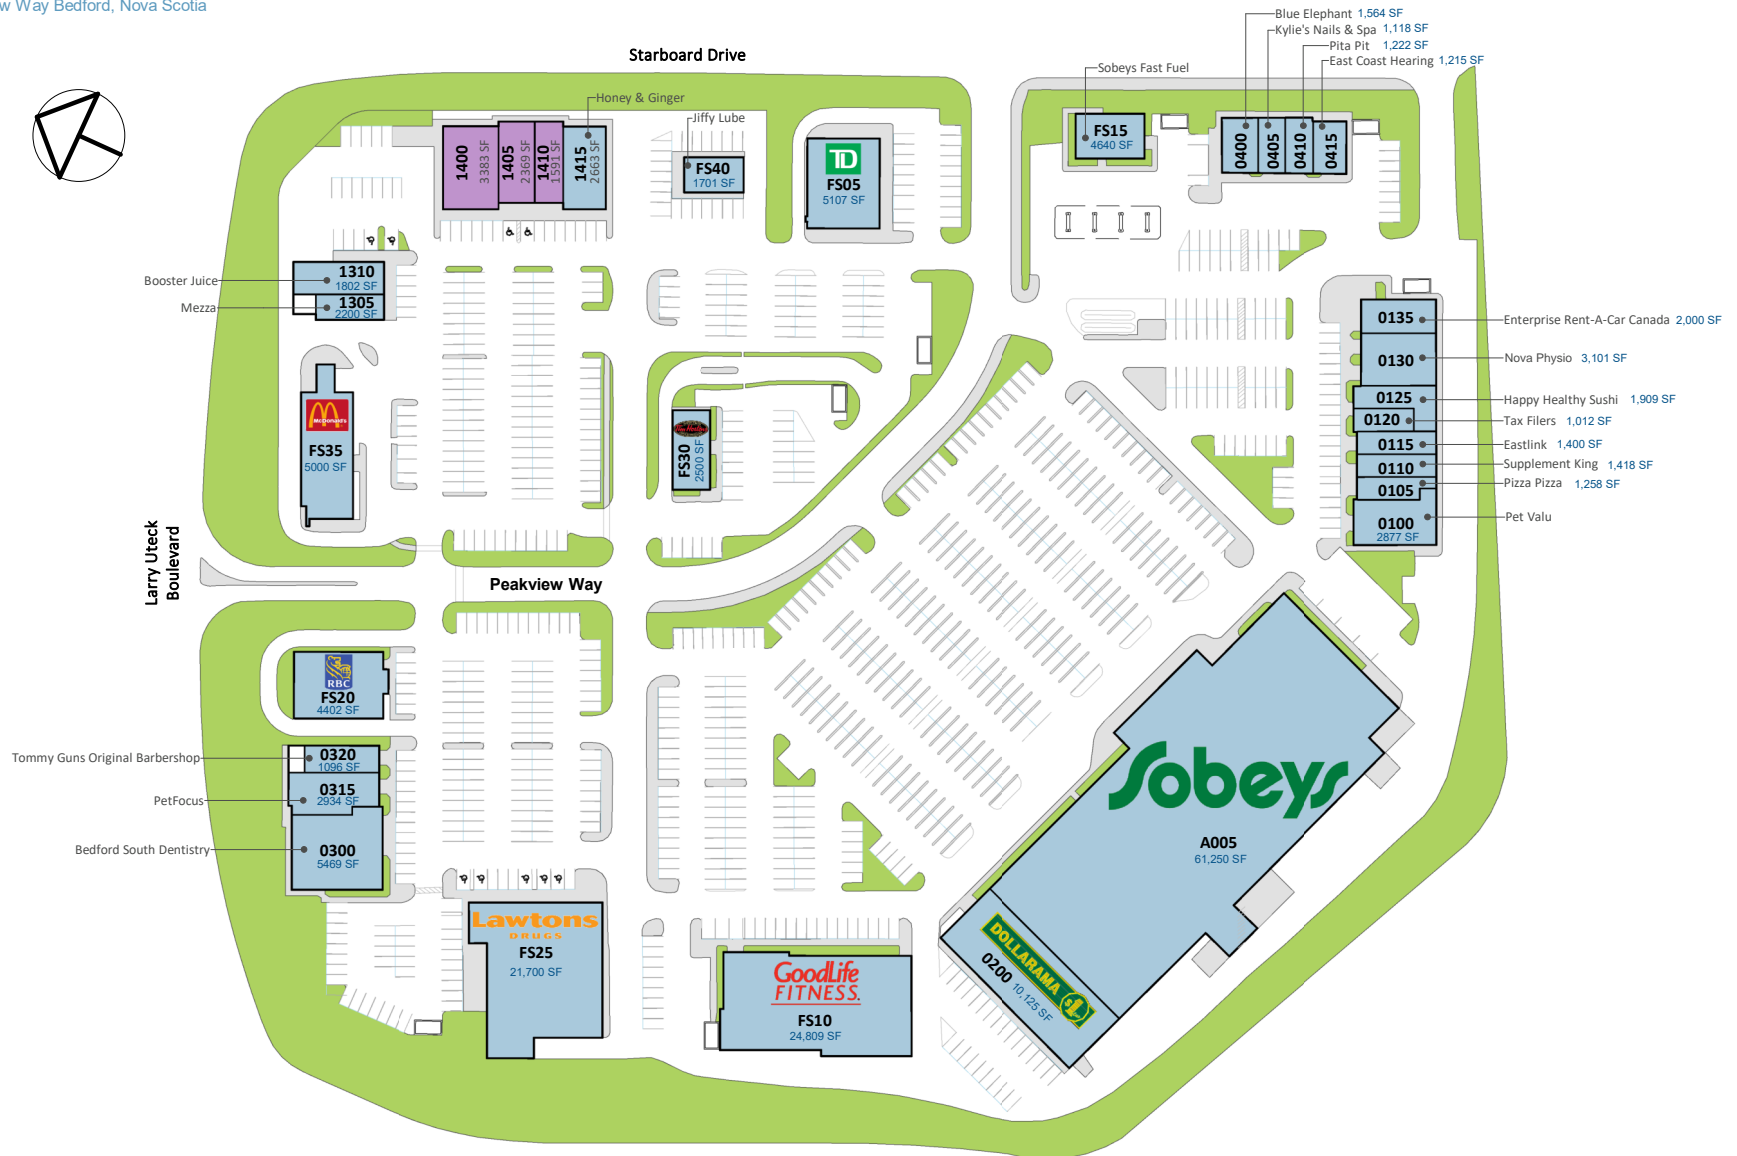 w Way Bedford, Nova Scotia
Starboard Drive
Blue Elephant 1,564 SF
Kylie's Nails & Spa 1,118 SF
Pita Pit 1,222 SF
East Coast Hearing 1,215 SF
Sobeys Fast Fuel
Honey & Ginger
Jiffy Lube
1400
3383 SF
1405
2369 SF
1410
1591 SF
1415
2663 SF
FS40
1701 SF
TD
FS05
5107 SF
FS15
4640 SF
0400
0405
0410
0415
Booster Juice
1310
1802 SF
Mezza
1305
2200 SF
McDonald's
FS35
5000 SF
Tim Hortons
FS30
2500 SF
0135
Enterprise Rent-A-Car Canada 2,000 SF
0130
Nova Physio 3,101 SF
0125
Happy Healthy Sushi 1,909 SF
0120
Tax Filers 1,012 SF
0115
Eastlink 1,400 SF
0110
Supplement King 1,418 SF
0105
Pizza Pizza 1,258 SF
0100
2877 SF
Pet Valu
Larry Uteck
Boulevard
Peakview Way
RBC
FS20
4402 SF
Tommy Guns Original Barbershop
0320
1096 SF
PetFocus
0315
2934 SF
Bedford South Dentistry
0300
5469 SF
Lawtons
DRUGS
FS25
21,700 SF
GoodLife
FITNESS.
FS10
24,809 SF
Sobeys
A005
61,250 SF
DOLLARAMA $1
0200 10,125 SF